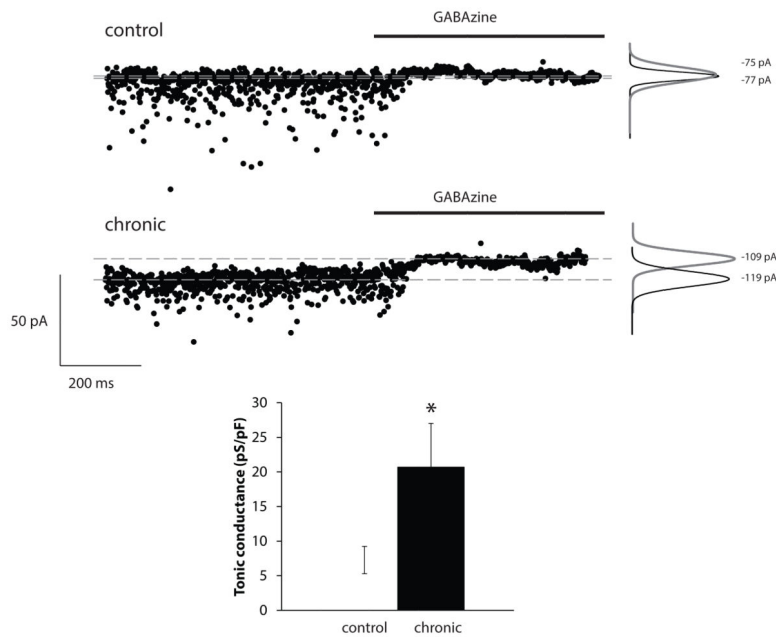 GABAzine
control
-75 pA
-77 pA
GABAzine
chronic
-109 pA
-119 pA
50 pA
200 ms
Tonic conductance (pS/pF)
30
25
20
15
10
5
0
*
control chronic